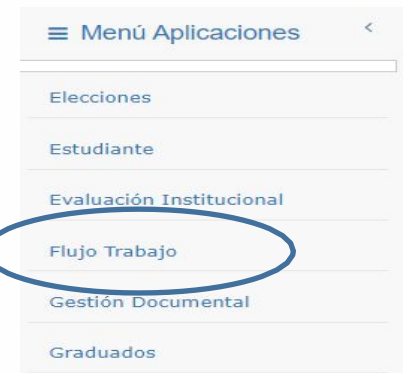 Menú Aplicaciones
Elecciones
Estudiante
Evaluación Institucional
Flujo Trabajo
Gestión Documental
Graduados